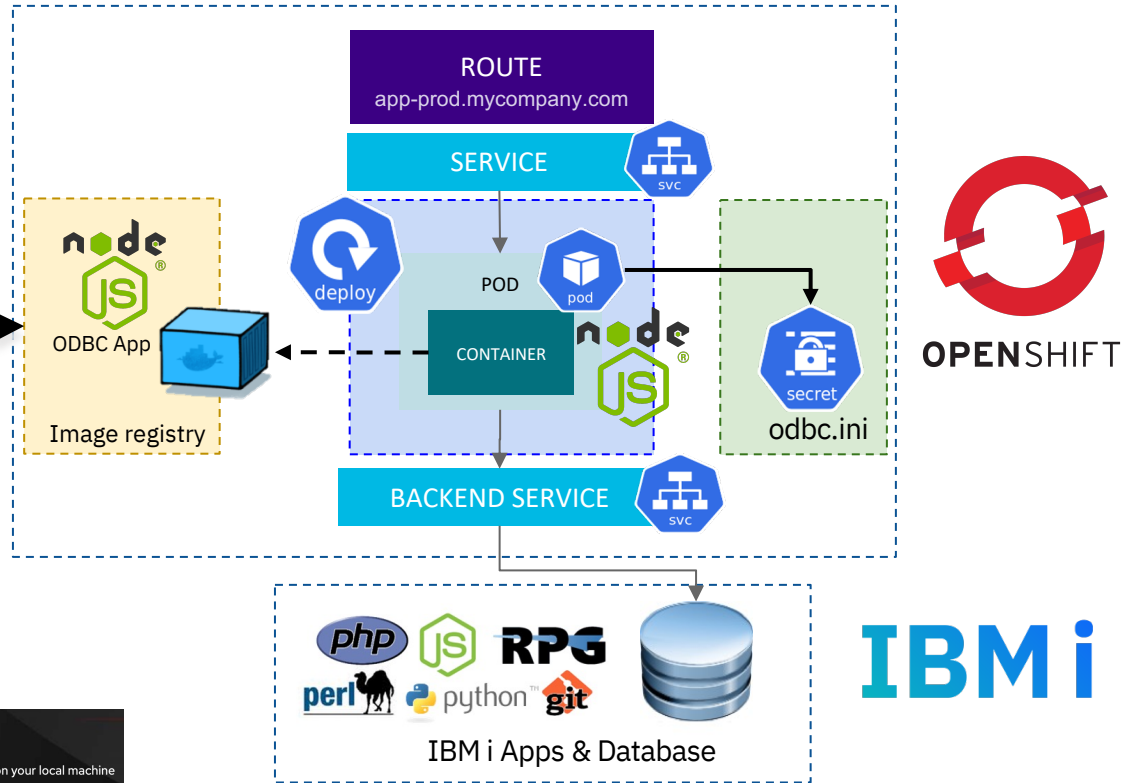 ROUTE
app-prod.mycompany.com
SERVICE
svc
node
JS
®
ODBC App
Image registry
deploy
POD
pod
CONTAINER
node
JS
®
secret
odbc.ini
OPENSHIFT
BACKEND SERVICE
svc
php
JS
RPG
perl
python™
git
IBM i Apps & Database
IBM i
on your local machine